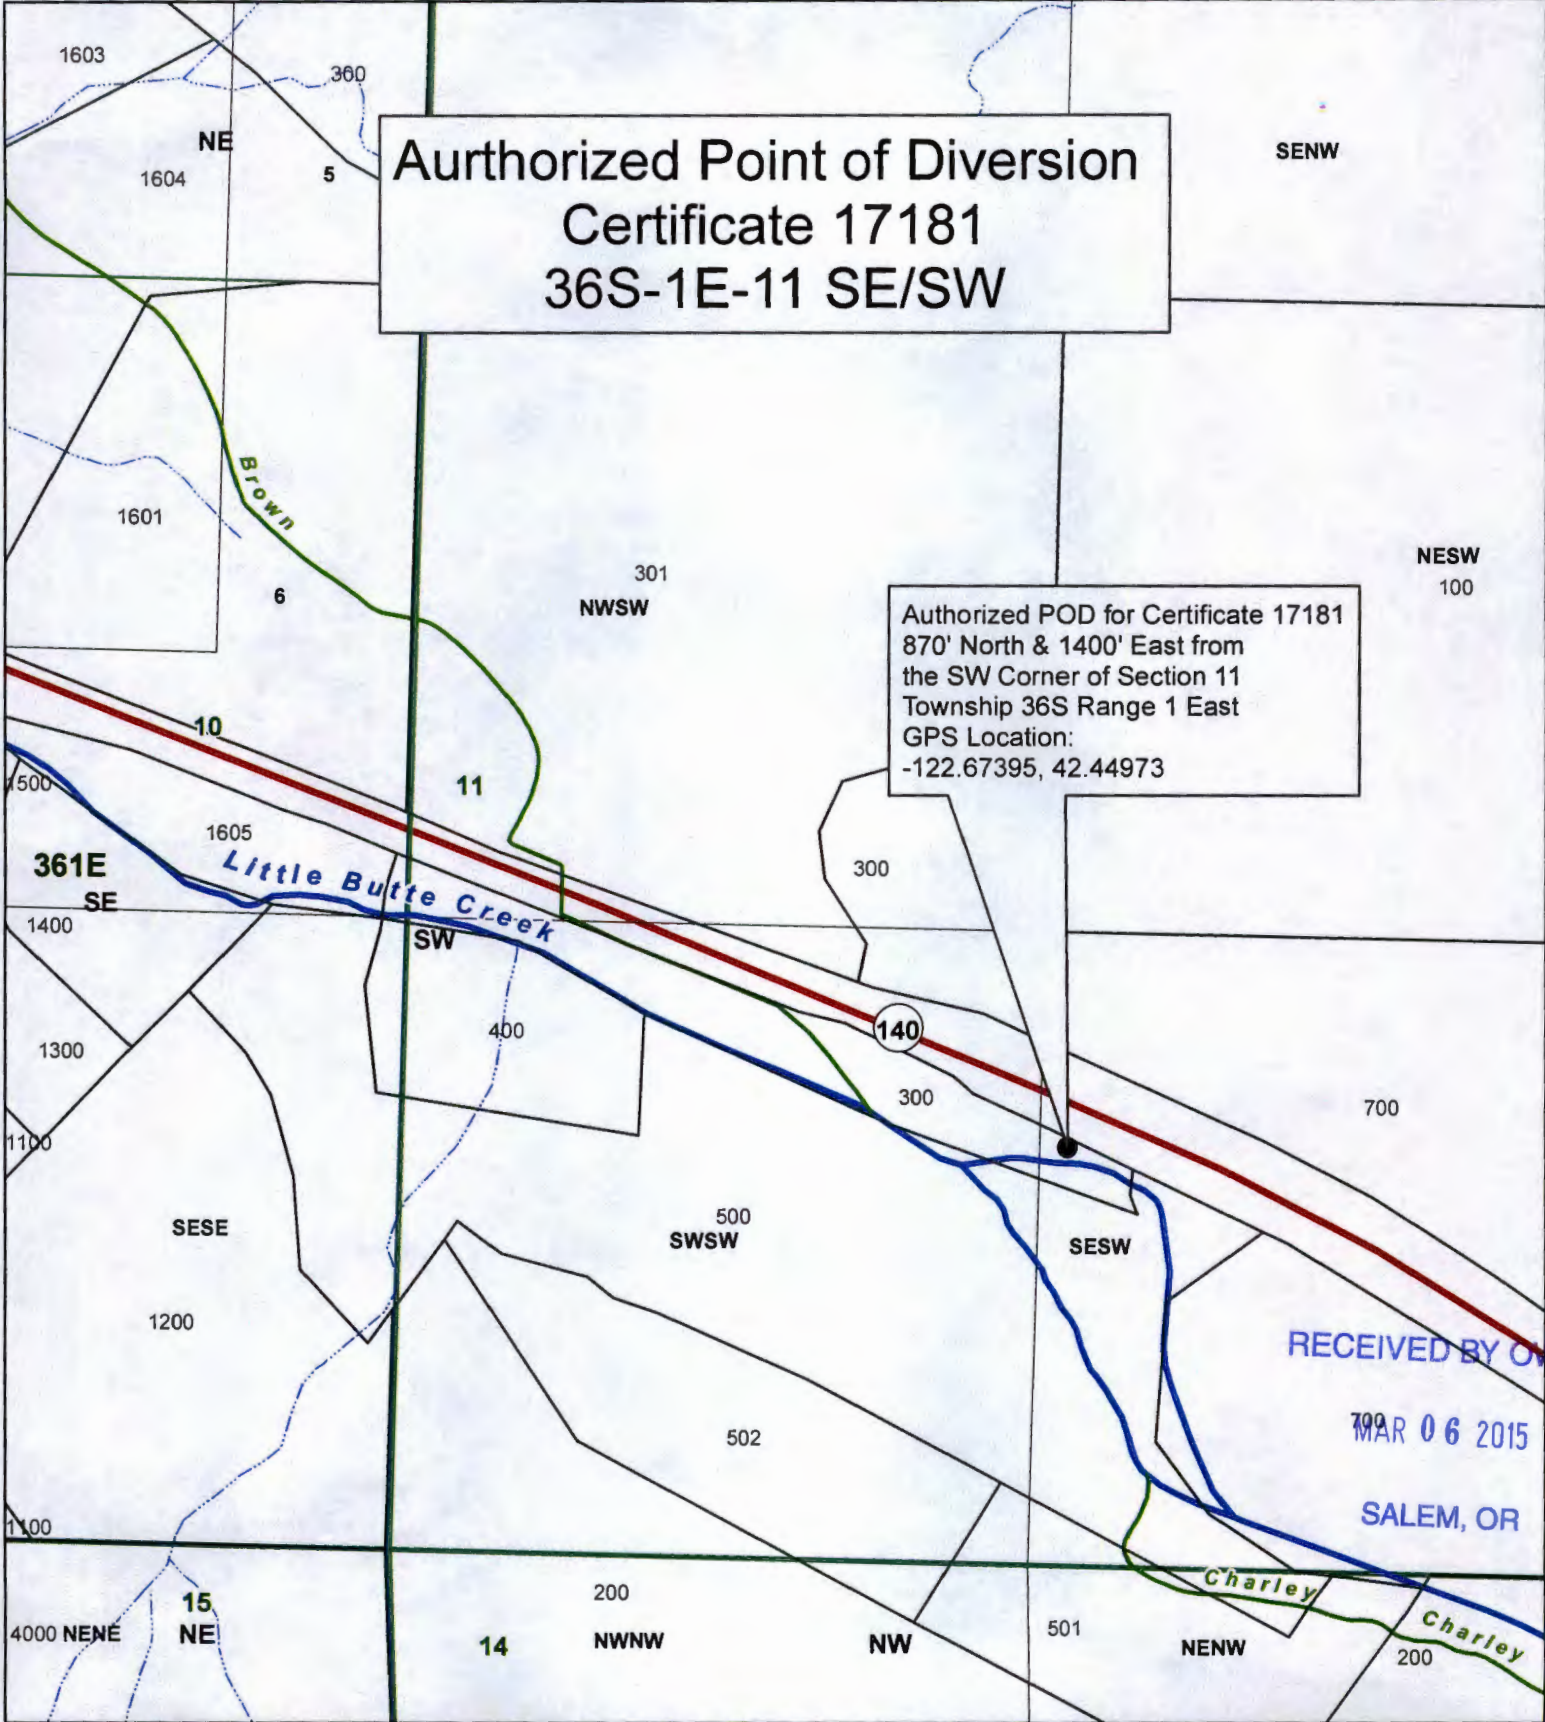 1603
360
NE
1604
5
SENW
Aurthorized Point of Diversion
Certificate 17181
36S-1E-11 SE/SW
Brown
1601
6
301
NWSW
NESW
100
Authorized POD for Certificate 17181
870' North & 1400' East from
the SW Corner of Section 11
Township 36S Range 1 East
GPS Location:
-122.67395, 42.44973
10
11
1500
1605
361E
SE
Little Butte Creek
300
1400
SW
140
400
1300
300
700
1100
SESE
500
SWSW
SESW
1200
RECEIVED BY
700
MAR 06 2015
502
SALEM, OR
1100
15
4000 NENE
NE
200
14
NWNW
NW
501
NENW
Charley
Charley
200